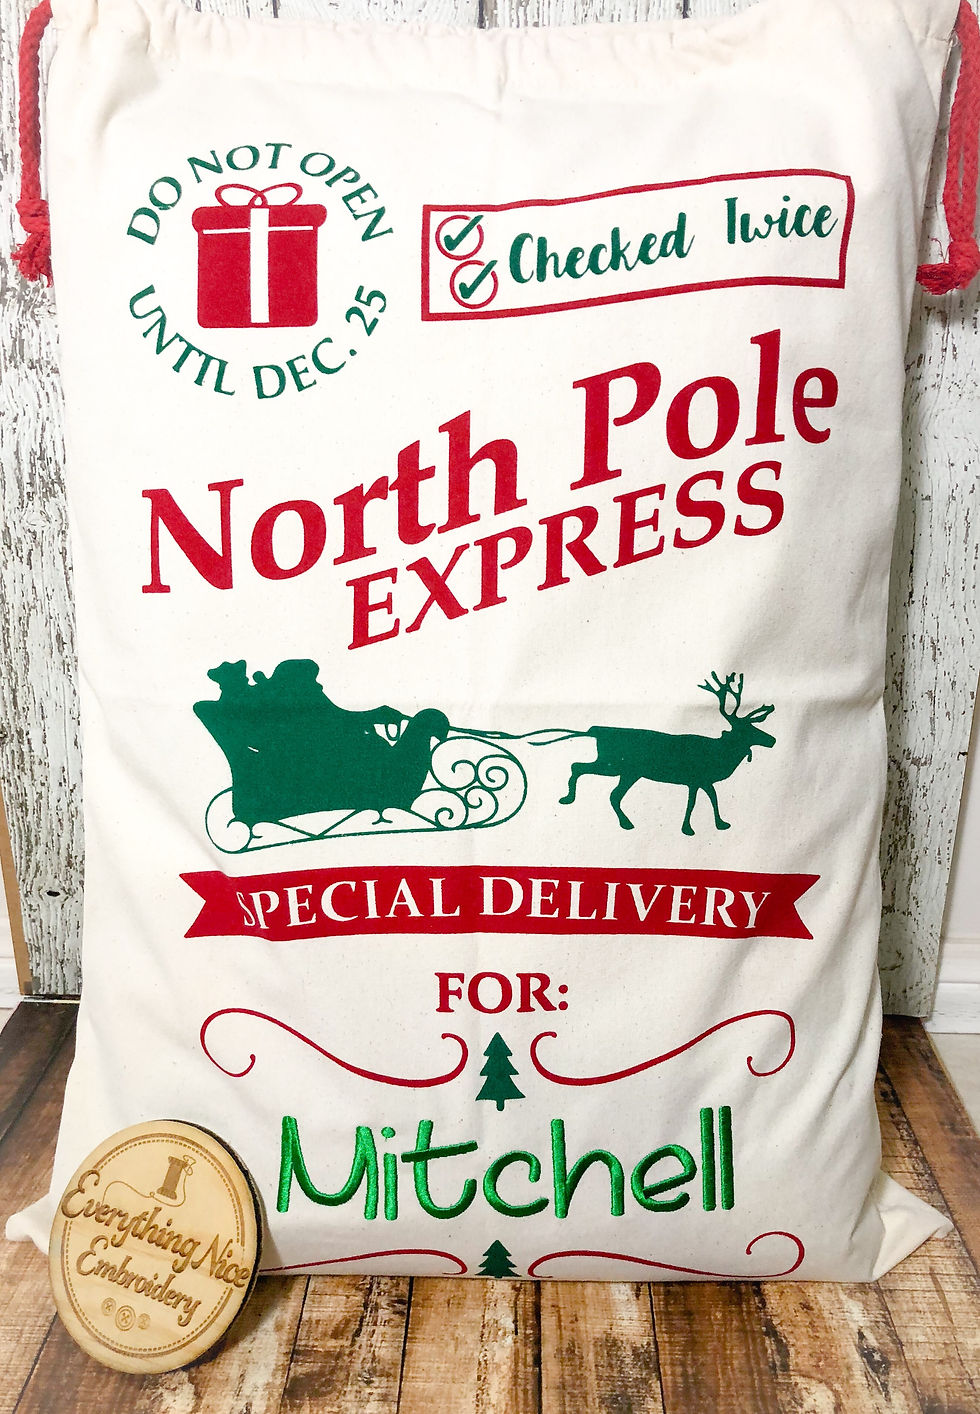 DO NOT OPEN
UNTIL DEC. 25
Checked Twice
North Pole
EXPRESS
SPECIAL DELIVERY
FOR:
Mitchell
Everything Nice
Embroidery